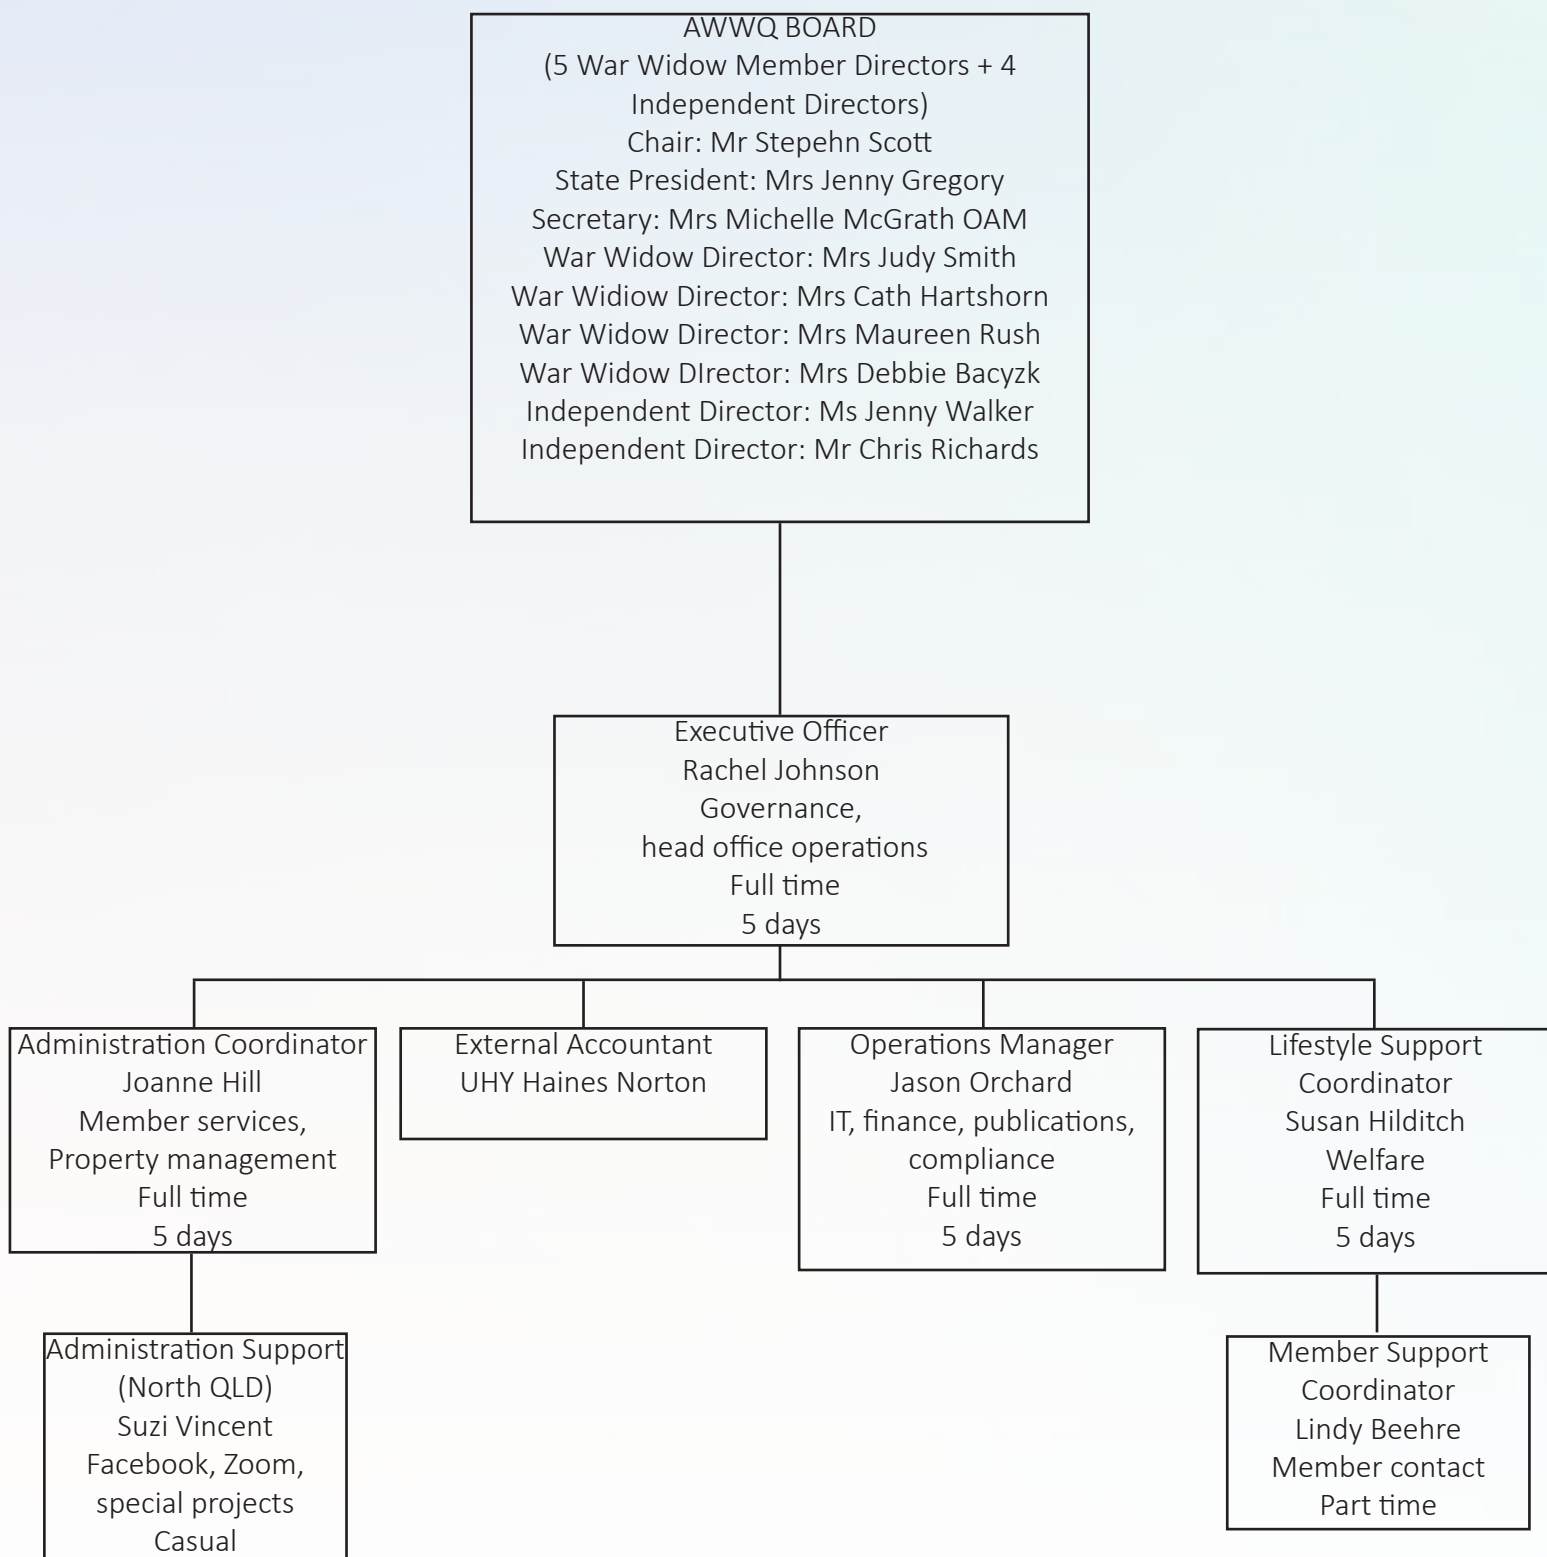 AWWQ BOARD
(5 War Widow Member Directors + 4
Independent Directors)
Chair: Mr Stepehn Scott
State President: Mrs Jenny Gregory
Secretary: Mrs Michelle McGrath OAM
War Widow Director: Mrs Judy Smith
War Widiow Director: Mrs Cath Hartshorn
War Widow Director: Mrs Maureen Rush
War Widow DIrector: Mrs Debbie Bacyzk
Independent Director: Ms Jenny Walker
Independent Director: Mr Chris Richards
Executive Officer
Rachel Johnson
Governance,
head office operations
Full time
5 days
Administration Coordinator
Joanne Hill
Member services,
Property management
Full time
5 days
External Accountant
UHY Haines Norton
Operations Manager
Jason Orchard
IT, finance, publications,
compliance
Full time
5 days
Lifestyle Support
Coordinator
Susan Hilditch
Welfare
Full time
5 days
Administration Support
(North QLD)
Suzi Vincent
Facebook, Zoom,
special projects
Casual
Member Support
Coordinator
Lindy Beehre
Member contact
Part time